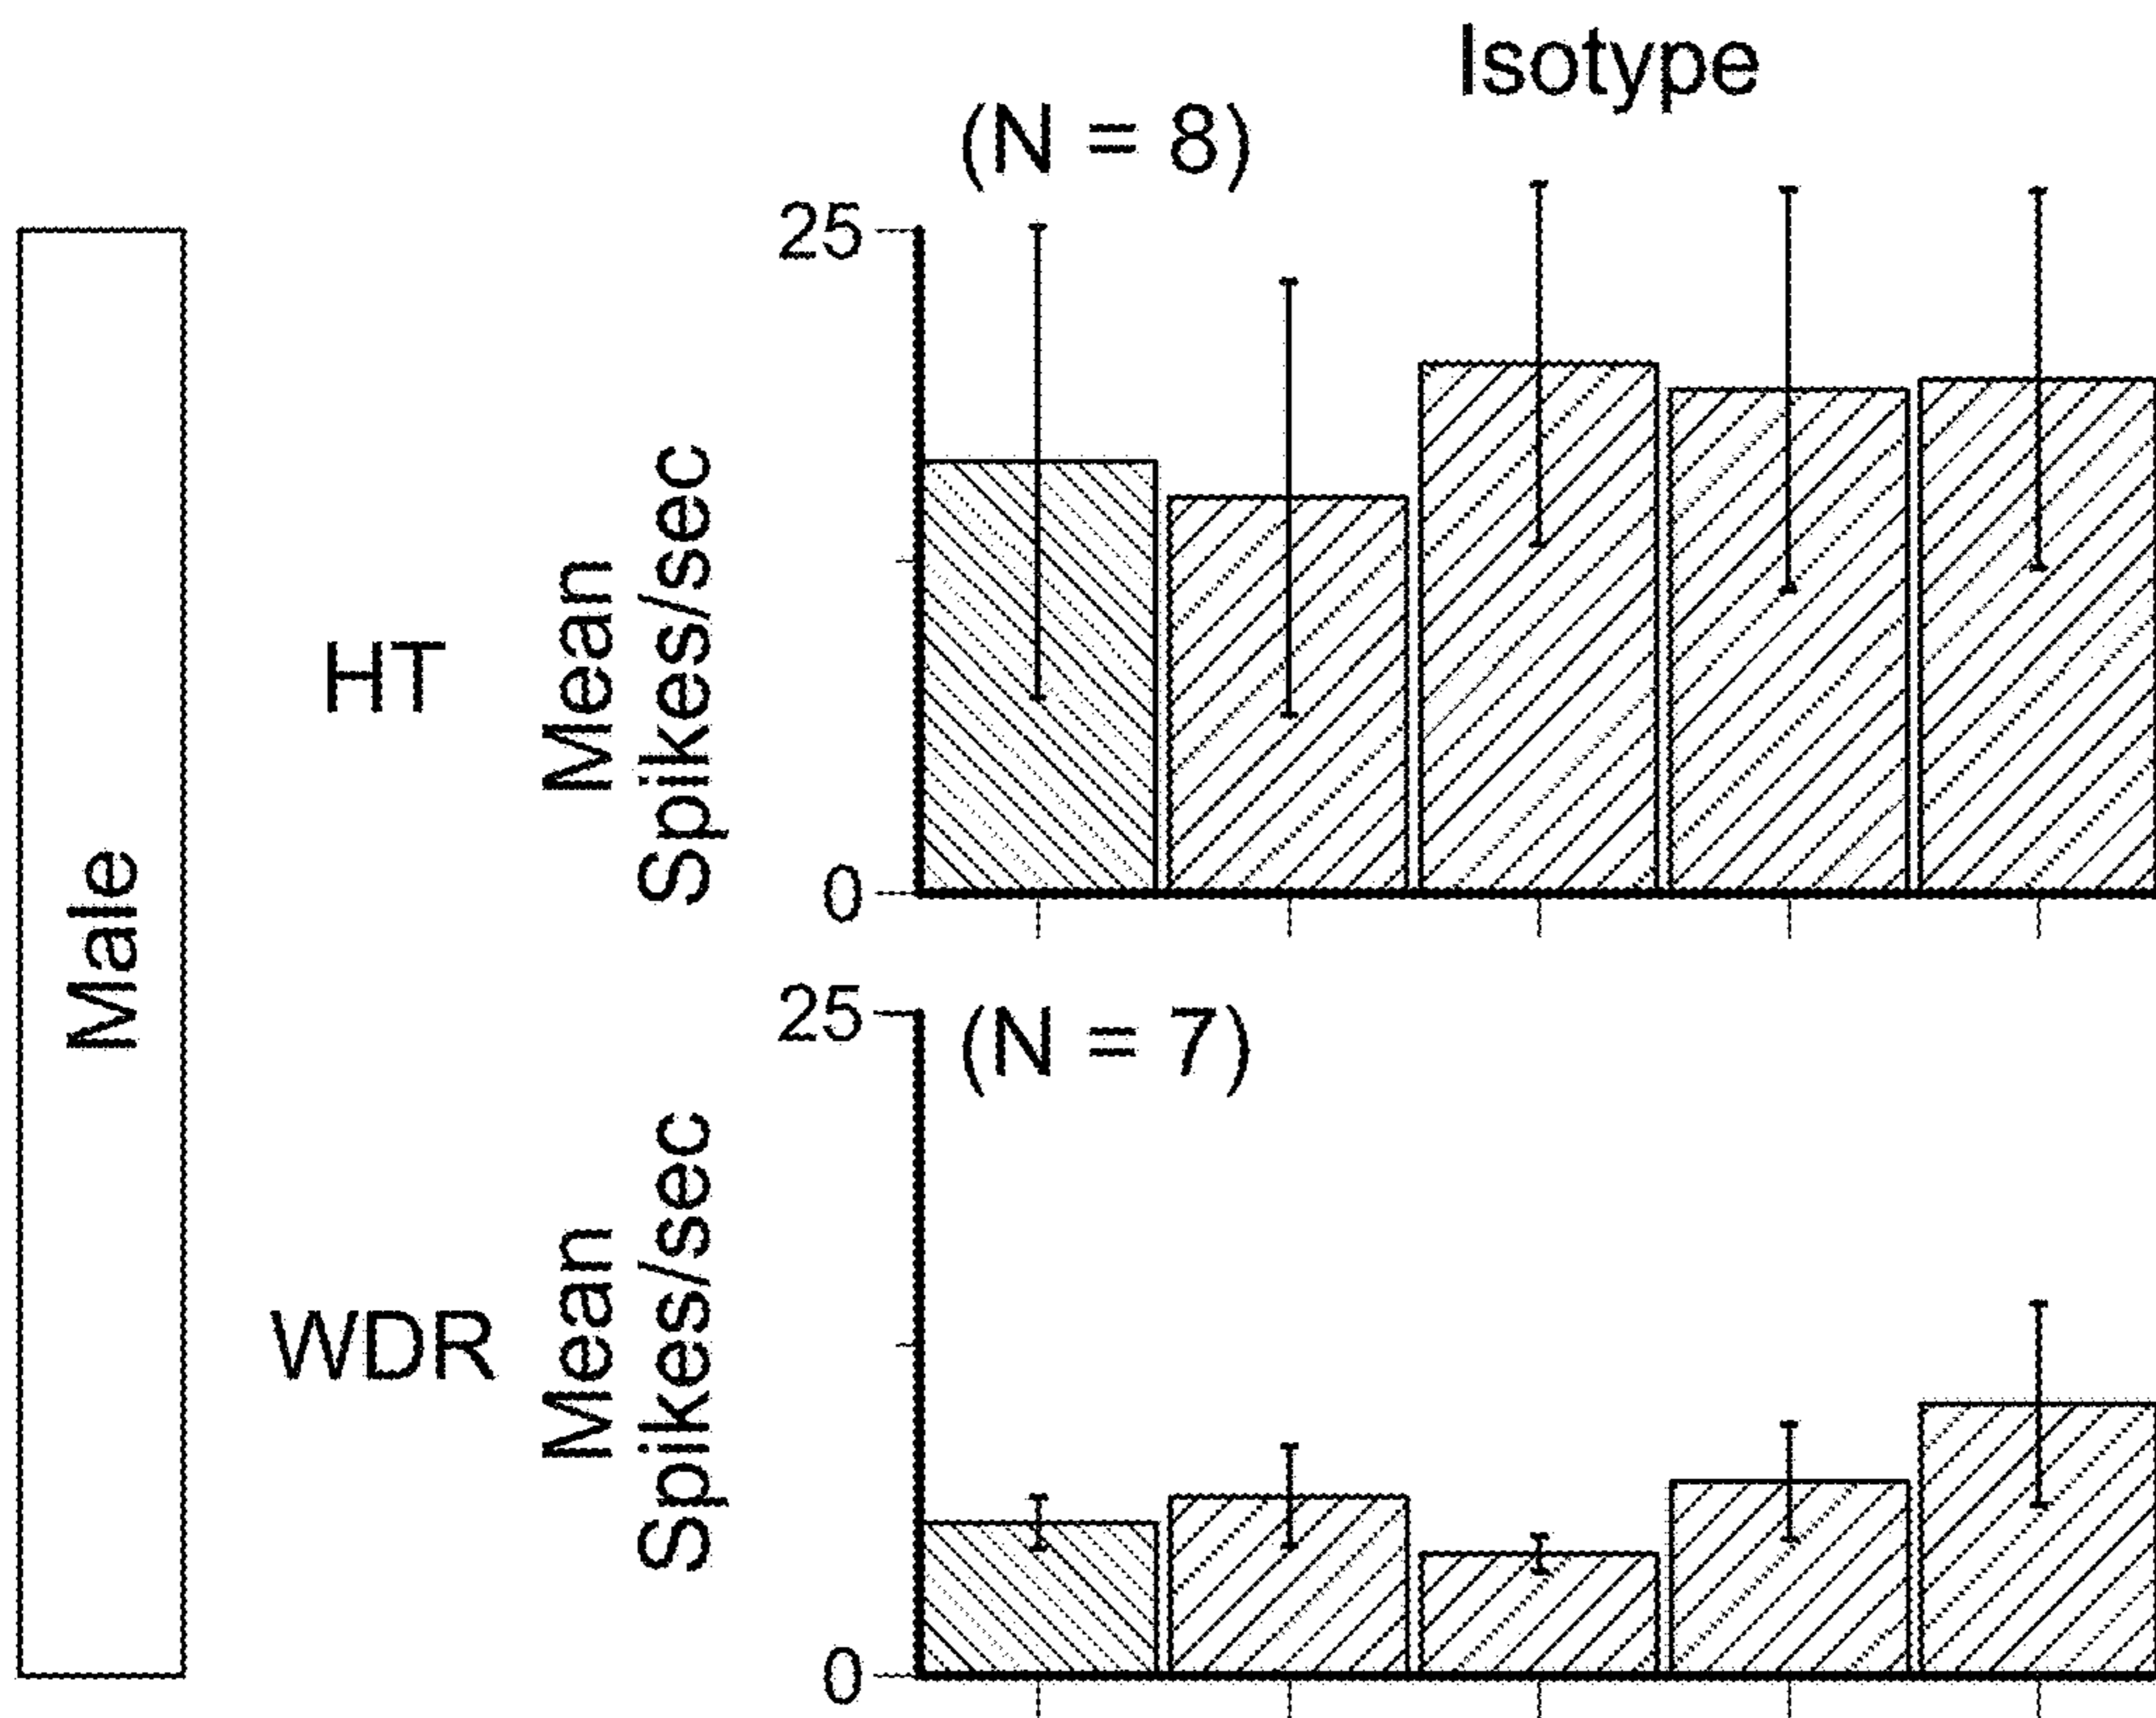 Isotype
(N = 8)
25
Male
HT
Mean
Spikes/sec
0
25
(N = 7)
WDR
Mean
Spikes/sec
0